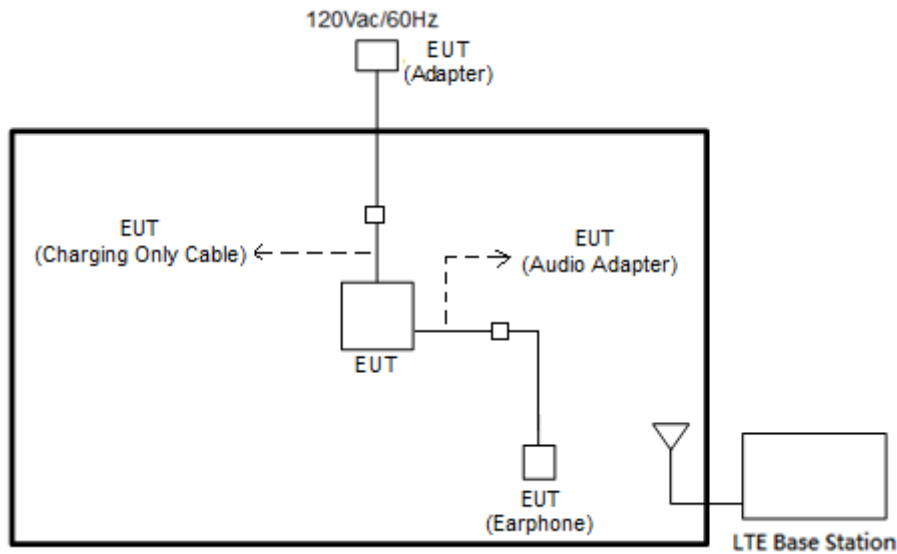 120Vac/60Hz
EUT
(Adapter)
EUT
(Charging Only Cable)
EUT
(Audio Adapter)
EUT
EUT
(Earphone)
LTE Base Station